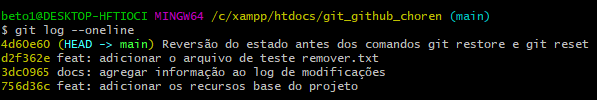 beto1@DESKTOP-HFTIOCI MINGW64 /c/xampp/htdocs/git_github_choren (main)
$ git log --oneline
4d60e60 (HEAD -> main) Reversão do estado antes dos comandos git restore e git reset
d2f362e feat: adicionar o arquivo de teste remover.txt
3dc0965 docs: agregar informação ao log de modificações
756d36c feat: adicionar os recursos base do projeto